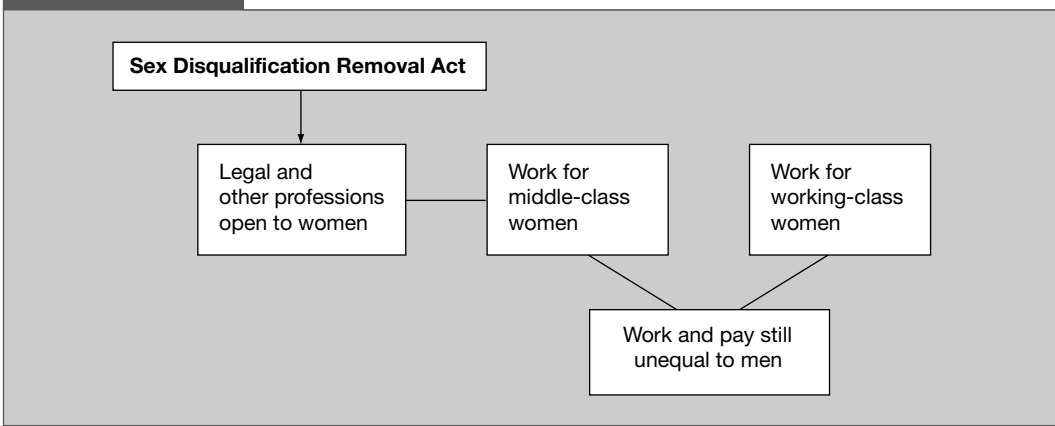 Sex Disqualification Removal Act
Legal and
other professions
open to women
Work for
middle-class
women
Work for
working-class
women
Work and pay still
unequal to men